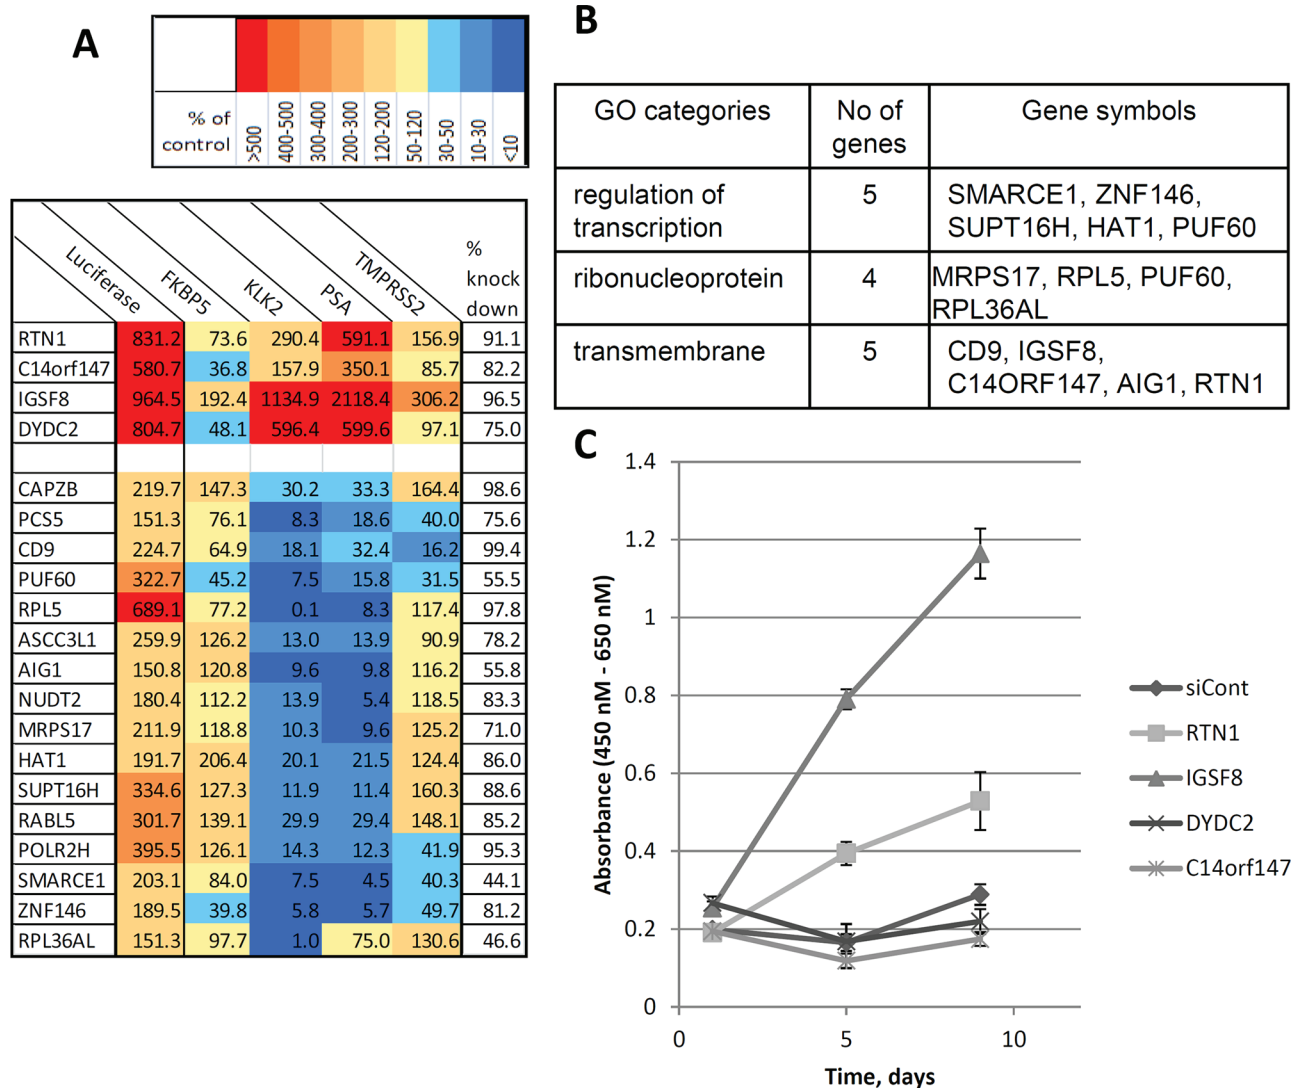 A
% of
control
>500
400-500
300-400
200-300
120-200
50-120
30-50
10-30
<10
Luciferase
FKBP5
KLK2
PSA
TMPRSS2
%
knock
down
RTN1 831.2 73.6 290.4 591.1 156.9 91.1
C14orf147 580.7 36.8 157.9 350.1 85.7 82.2
IGSF8 964.5 192.4 1134.9 2118.4 306.2 96.5
DYDC2 804.7 48.1 596.4 599.6 97.1 75.0
CAPZB 219.7 147.3 30.2 33.3 164.4 98.6
PCS5 151.3 76.1 8.3 18.6 40.0 75.6
CD9 224.7 64.9 18.1 32.4 16.2 99.4
PUF60 322.7 45.2 7.5 15.8 31.5 55.5
RPL5 689.1 77.2 0.1 8.3 117.4 97.8
ASCC3L1 259.9 126.2 13.0 13.9 90.9 78.2
AIG1 150.8 120.8 9.6 9.8 116.2 55.8
NUDT2 180.4 112.2 13.9 5.4 118.5 83.3
MRPS17 211.9 118.8 10.3 9.6 125.2 71.0
HAT1 191.7 206.4 20.1 21.5 124.4 86.0
SUPT16H 334.6 127.3 11.9 11.4 160.3 88.6
RABL5 301.7 139.1 29.9 29.4 148.1 85.2
POLR2H 395.5 126.1 14.3 12.3 41.9 95.3
SMARCE1 203.1 84.0 7.5 4.5 40.3 44.1
ZNF146 189.5 39.8 5.8 5.7 49.7 81.2
RPL36AL 151.3 97.7 1.0 75.0 130.6 46.6
B
GO categories No of Gene symbols
genes
regulation of 5 SMARCE1, ZNF146,
transcription SUPT16H, HAT1, PUF60
ribonucleoprotein 4 MRPS17, RPL5, PUF60,
RPL36AL
transmembrane 5 CD9, IGSF8,
C14ORF147, AIG1, RTN1
C
1.4
1.2
1
0.8
0.6
0.4
0.2
0
0 5 10
Absorbance (450 nM - 650 nM)
Time, days
siCont
RTN1
IGSF8
DYDC2
C14orf147